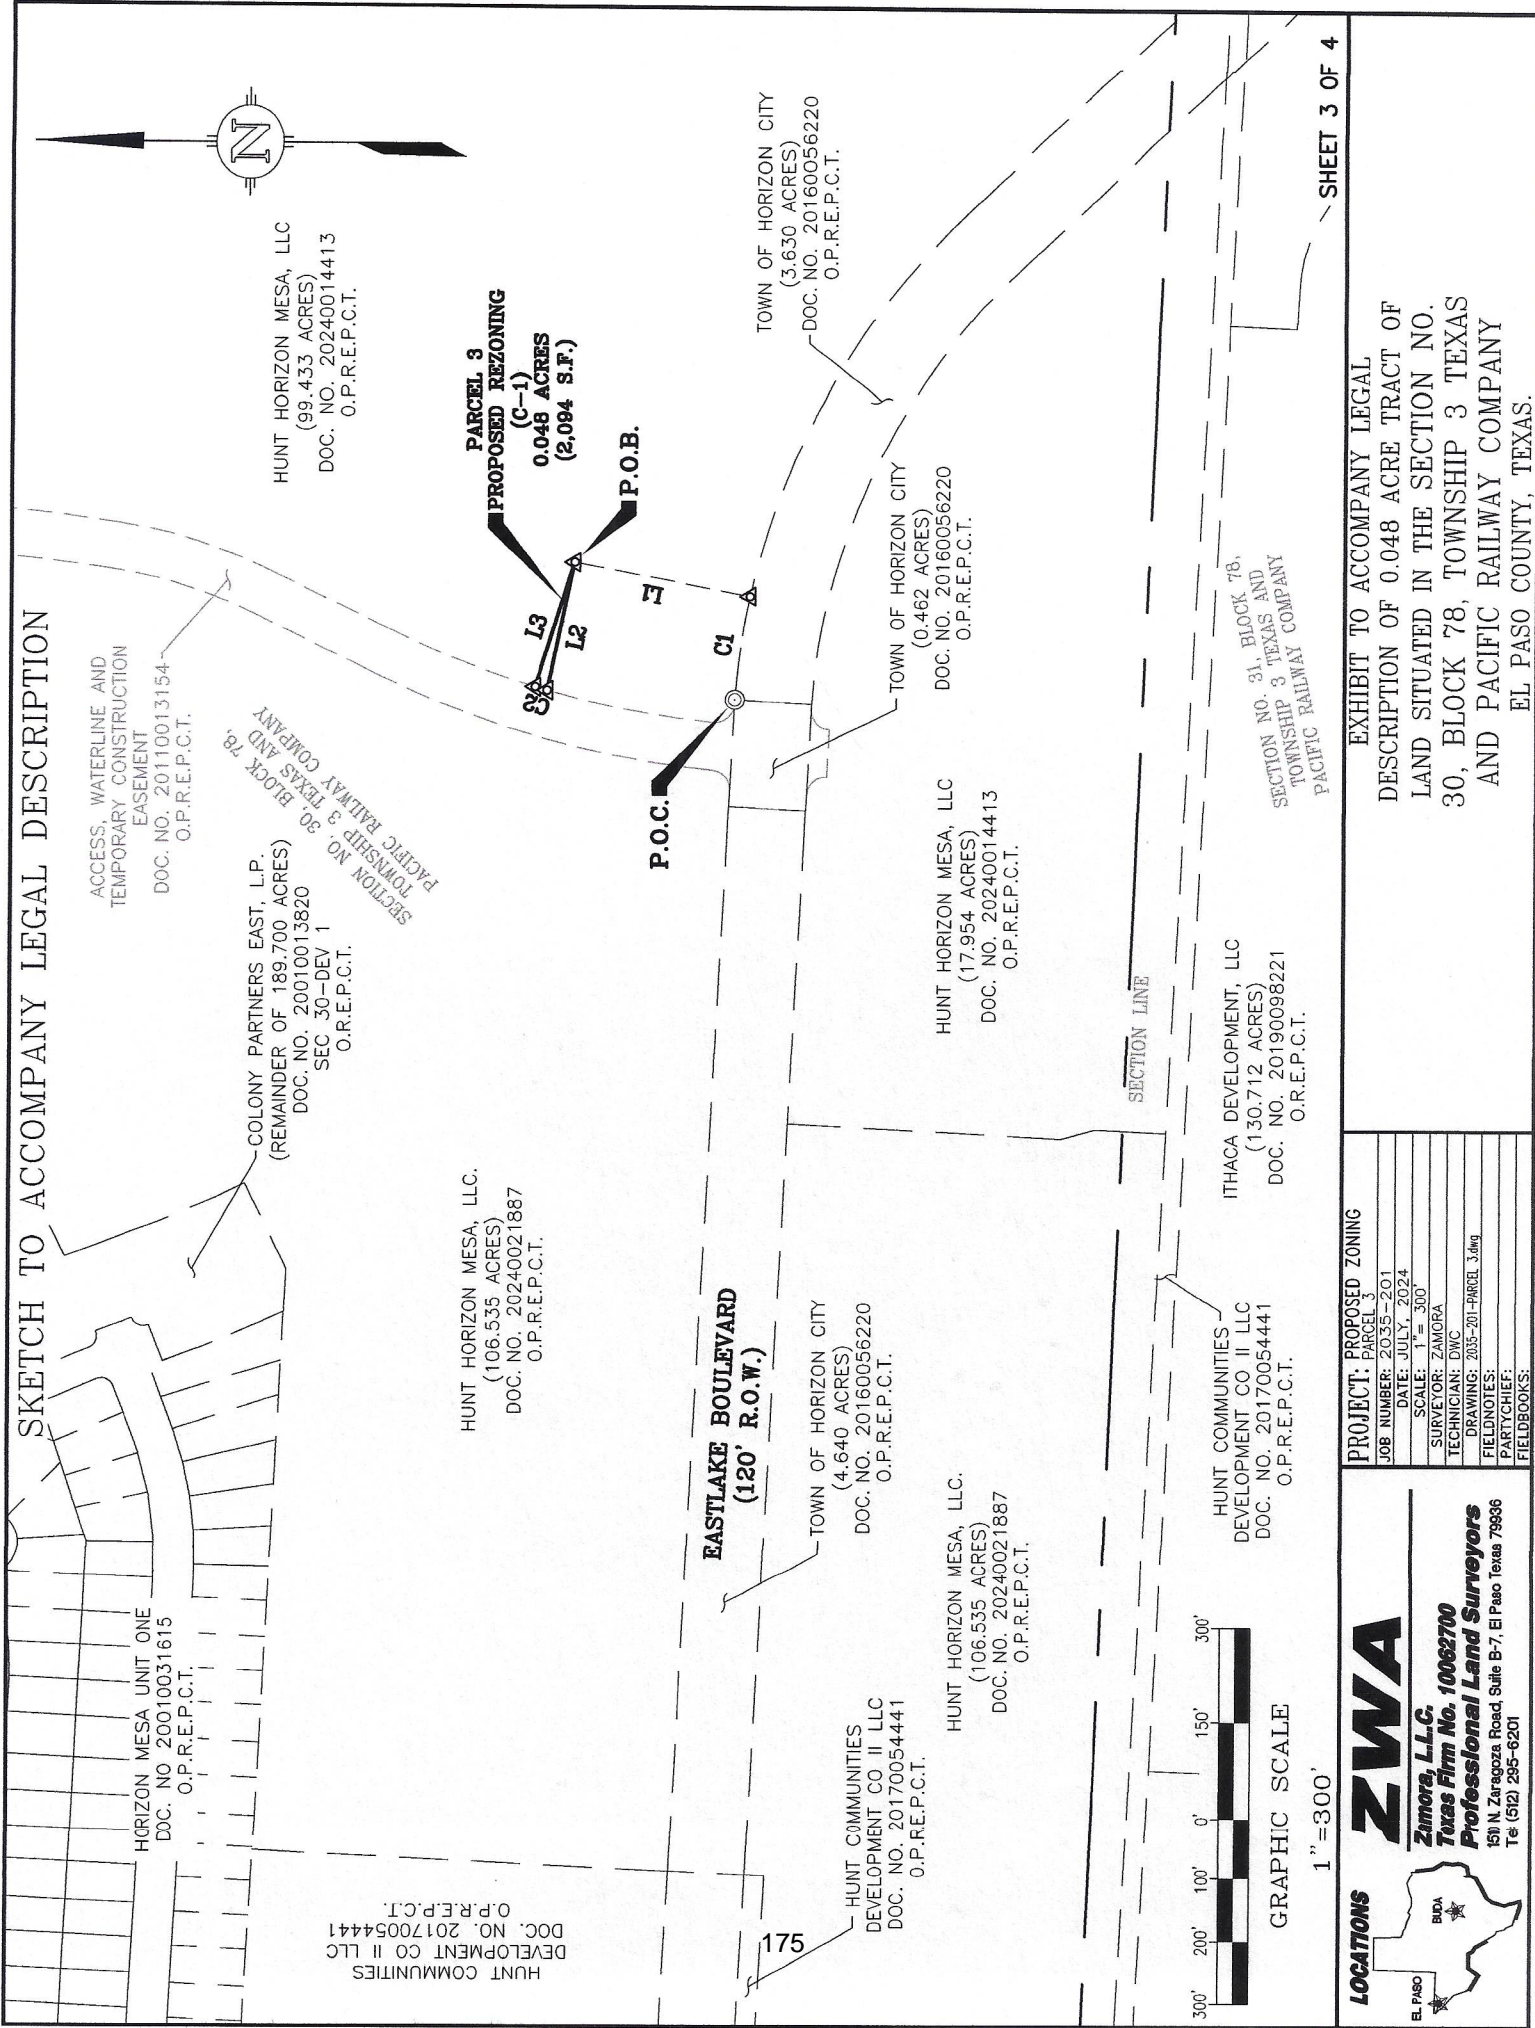 SKETCH TO ACCOMPANY LEGAL DESCRIPTION
HORIZON MESA UNIT ONE
DOC. NO 20010031615
O.P.R.E.P.C.T.
COLONY PARTNERS EAST, L.P.
(REMAINDER OF 189.700 ACRES)
DOC. NO. 20010013820
SEC 30-DEV 1
O.R.E.P.C.T.
ACCESS, WATERLINE AND
TEMPORARY CONSTRUCTION
EASEMENT
DOC. NO. 20110013154
O.P.R.E.P.C.T.
SECTION NO. 30, BLOCK 78,
TOWNSHIP 3 TEXAS AND
PACIFIC RAILWAY COMPANY
HUNT HORIZON MESA, LLC
(99.433 ACRES)
DOC. NO. 20240014413
O.P.R.E.P.C.T.
N
HUNT COMMUNITIES
DEVELOPMENT CO II LLC
DOC. NO. 20170054441
O.P.R.E.P.C.T.
HUNT HORIZON MESA, LLC.
(106.535 ACRES)
DOC. NO. 20240021887
O.P.R.E.P.C.T.
PARCEL 3
PROPOSED REZONING
(C-1)
0.048 ACRES
(2,094 S.F.)
L3
L2
C3
L1
C1
P.O.B.
P.O.C.
EASTLAKE BOULEVARD
(120' R.O.W.)
TOWN OF HORIZON CITY
(3.630 ACRES)
DOC. NO. 20160056220
O.P.R.E.P.C.T.
TOWN OF HORIZON CITY
(4.640 ACRES)
DOC. NO. 20160056220
O.P.R.E.P.C.T.
TOWN OF HORIZON CITY
(0.462 ACRES)
DOC. NO. 20160056220
O.P.R.E.P.C.T.
175
HUNT COMMUNITIES
DEVELOPMENT CO II LLC
DOC. NO. 20170054441
O.P.R.E.P.C.T.
HUNT HORIZON MESA, LLC.
(106.535 ACRES)
DOC. NO. 20240021887
O.P.R.E.P.C.T.
HUNT HORIZON MESA, LLC
(17.954 ACRES)
DOC. NO. 20240014413
O.P.R.E.P.C.T.
SECTION LINE
SECTION NO. 31, BLOCK 78,
TOWNSHIP 3 TEXAS AND
PACIFIC RAILWAY COMPANY
HUNT COMMUNITIES
DEVELOPMENT CO II LLC
DOC. NO. 20170054441
O.P.R.E.P.C.T.
ITHACA DEVELOPMENT, LLC
(130.712 ACRES)
DOC. NO. 20190098221
O.R.E.P.C.T.
300' 200' 100' 0' 150' 300'
GRAPHIC SCALE
1"=300'
SHEET 3 OF 4
LOCATIONS
EL PASO
BUDA
ZWA
Zamora, L.L.C.
Texas Firm No. 10062700
Professional Land Surveyors
1511 N. Zaragoza Road, Suite B-7, El Paso Texas 79936
Tel: (512) 295-6201
PROJECT: PROPOSED ZONING
PARCEL 3
JOB NUMBER: 2035-201
DATE: JULY, 2024
SCALE: 1"= 300'
SURVEYOR: ZAMORA
TECHNICIAN: DWC
DRAWING: 2035-201-PARCEL 3.dwg
FIELDNOTES:
PARTYCHIEF:
FIELDBOOKS:
EXHIBIT TO ACCOMPANY LEGAL
DESCRIPTION OF 0.048 ACRE TRACT OF
LAND SITUATED IN THE SECTION NO.
30, BLOCK 78, TOWNSHIP 3 TEXAS
AND PACIFIC RAILWAY COMPANY
EL PASO COUNTY, TEXAS.